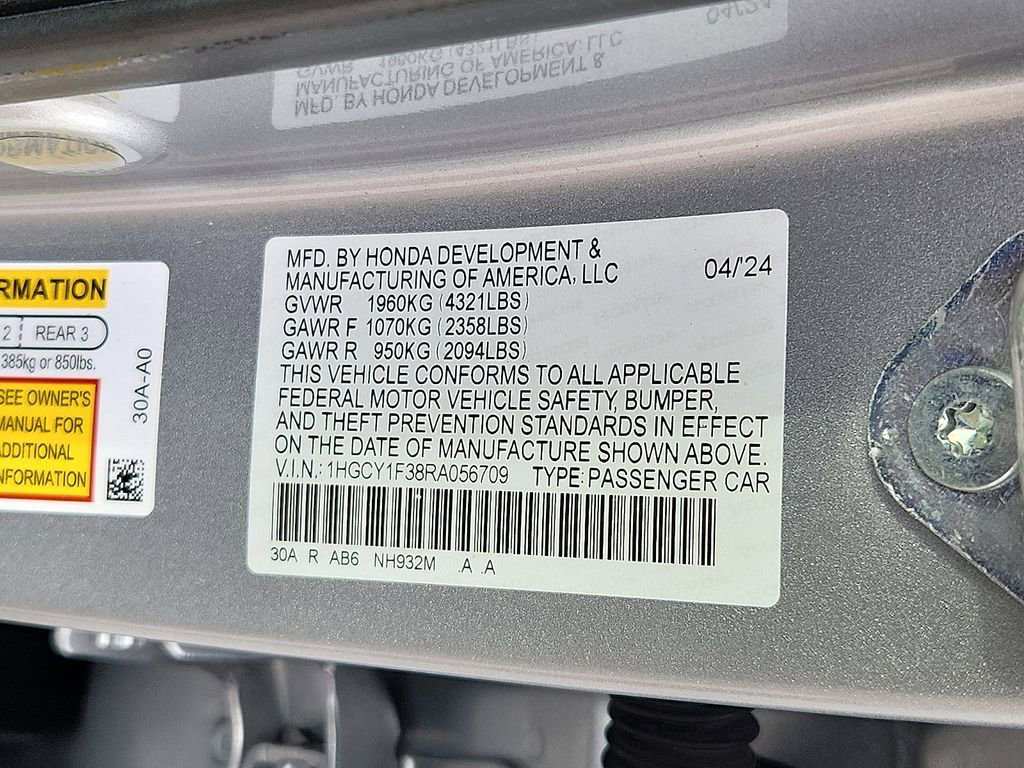 MFD. BY HONDA DEVELOPMENT &
MANUFACTURING OF AMERICA, LLC
04/'24
GVWR 1960KG (4321LBS)
GAWR F 1070KG (2358LBS)
GAWR R 950KG (2094LBS)
THIS VEHICLE CONFORMS TO ALL APPLICABLE
FEDERAL MOTOR VEHICLE SAFETY, BUMPER,
AND THEFT PREVENTION STANDARDS IN EFFECT
ON THE DATE OF MANUFACTURE SHOWN ABOVE.
V.I.N.: 1HGCY1F38RA056709 TYPE: PASSENGER CAR
30A R AB6 NH932M .A .A
RMATION
2 REAR 3
385kg or 850lbs.
SEE OWNER'S
MANUAL FOR
ADDITIONAL
INFORMATION
30A-A0